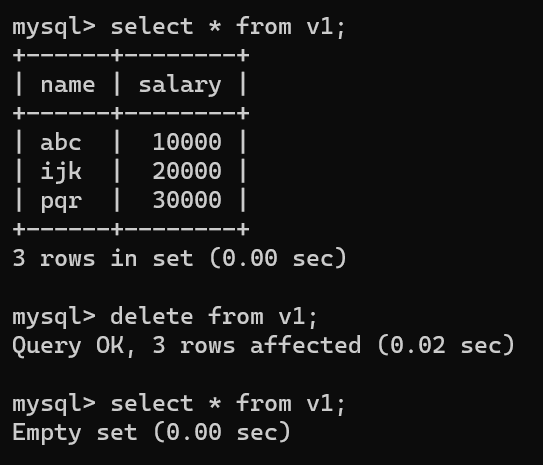 mysql> select * from v1;
+------+--------+
| name | salary |
+------+--------+
| abc  |  10000 |
| ijk  |  20000 |
| pqr  |  30000 |
+------+--------+
3 rows in set (0.00 sec)

mysql> delete from v1;
Query OK, 3 rows affected (0.02 sec)

mysql> select * from v1;
Empty set (0.00 sec)